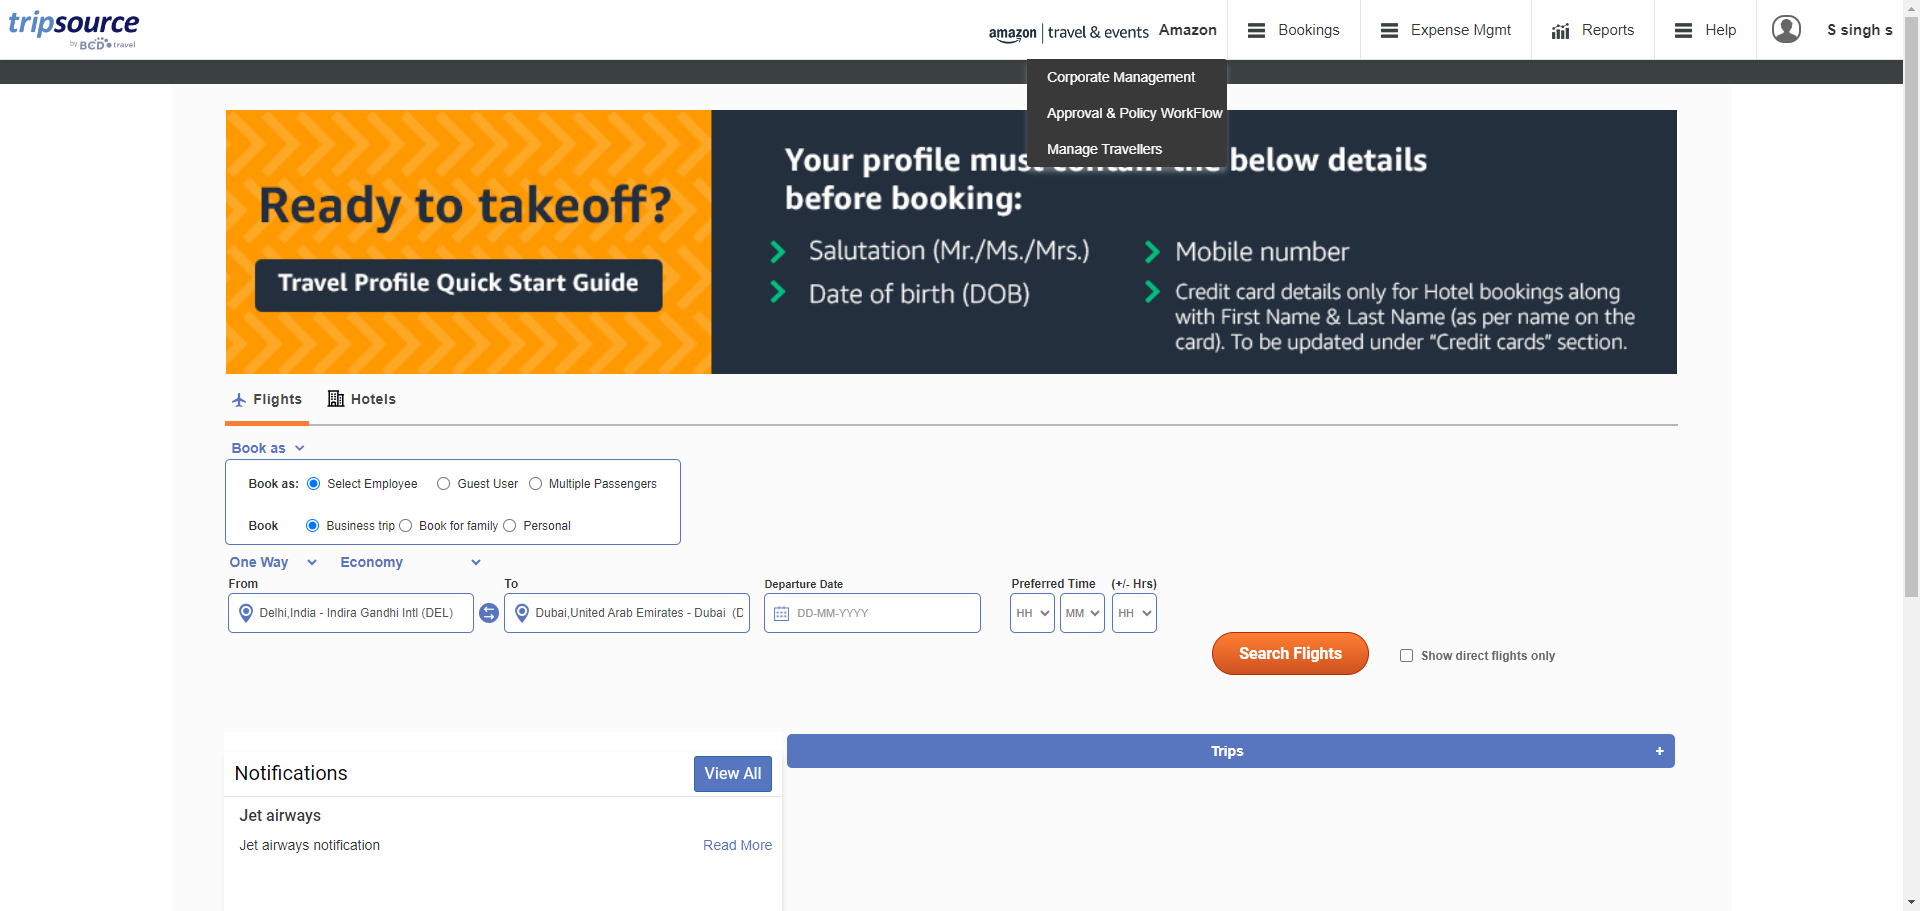 tripsource
by BCD travel
amazon | travel & events Amazon
Bookings
Expense Mgmt
Reports
Help
S singh s
Corporate Management
Approval & Policy WorkFlow
Manage Travellers
Ready to takeoff?
Travel Profile Quick Start Guide
Your profile must contain the below details
before booking:
Salutation (Mr./Ms./Mrs.)
Date of birth (DOB)
Mobile number
Credit card details only for Hotel bookings along
with First Name & Last Name (as per name on the
card). To be updated under “Credit cards” section.
Flights
Hotels
Book as
Book as: Select Employee Guest User Multiple Passengers
Book Business trip Book for family Personal
One Way Economy
From To Departure Date Preferred Time (+/- Hrs)
Delhi,India - Indira Gandhi Intl (DEL) Dubai,United Arab Emirates - Dubai (D DD-MM-YYYY HH MM HH
Search Flights Show direct flights only
Trips +
Notifications View All
Jet airways
Jet airways notification Read More